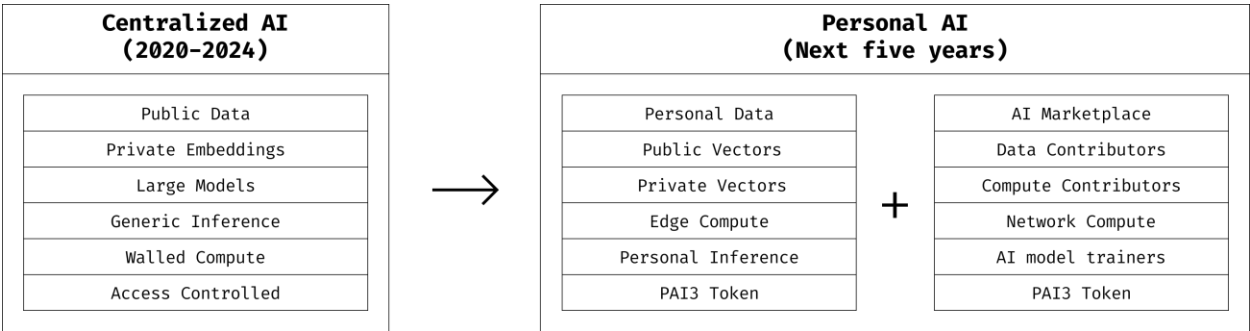 Centralized AI
(2020-2024)
Public Data
Private Embeddings
Large Models
Generic Inference
Walled Compute
Access Controlled
Personal AI
(Next five years)
Personal Data
Public Vectors
Private Vectors
Edge Compute
Personal Inference
PAI3 Token
+
AI Marketplace
Data Contributors
Compute Contributors
Network Compute
AI model trainers
PAI3 Token